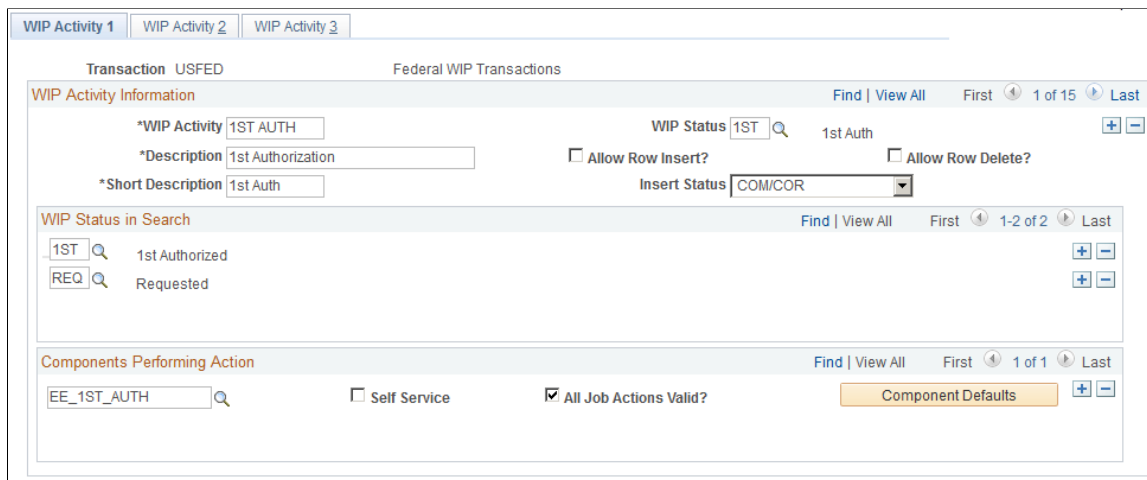 WIP Activity 1 WIP Activity 2 WIP Activity 3
Transaction USFED Federal WIP Transactions
WIP Activity Information Find | View All First 1 of 15 Last
*WIP Activity 1ST AUTH WIP Status 1ST 1st Auth
*Description 1st Authorization Allow Row Insert? Allow Row Delete?
*Short Description 1st Auth Insert Status COM/COR
WIP Status in Search Find | View All First 1-2 of 2 Last
1ST 1st Authorized
REQ Requested
Components Performing Action Find | View All First 1 of 1 Last
EE_1ST_AUTH Self Service All Job Actions Valid? Component Defaults